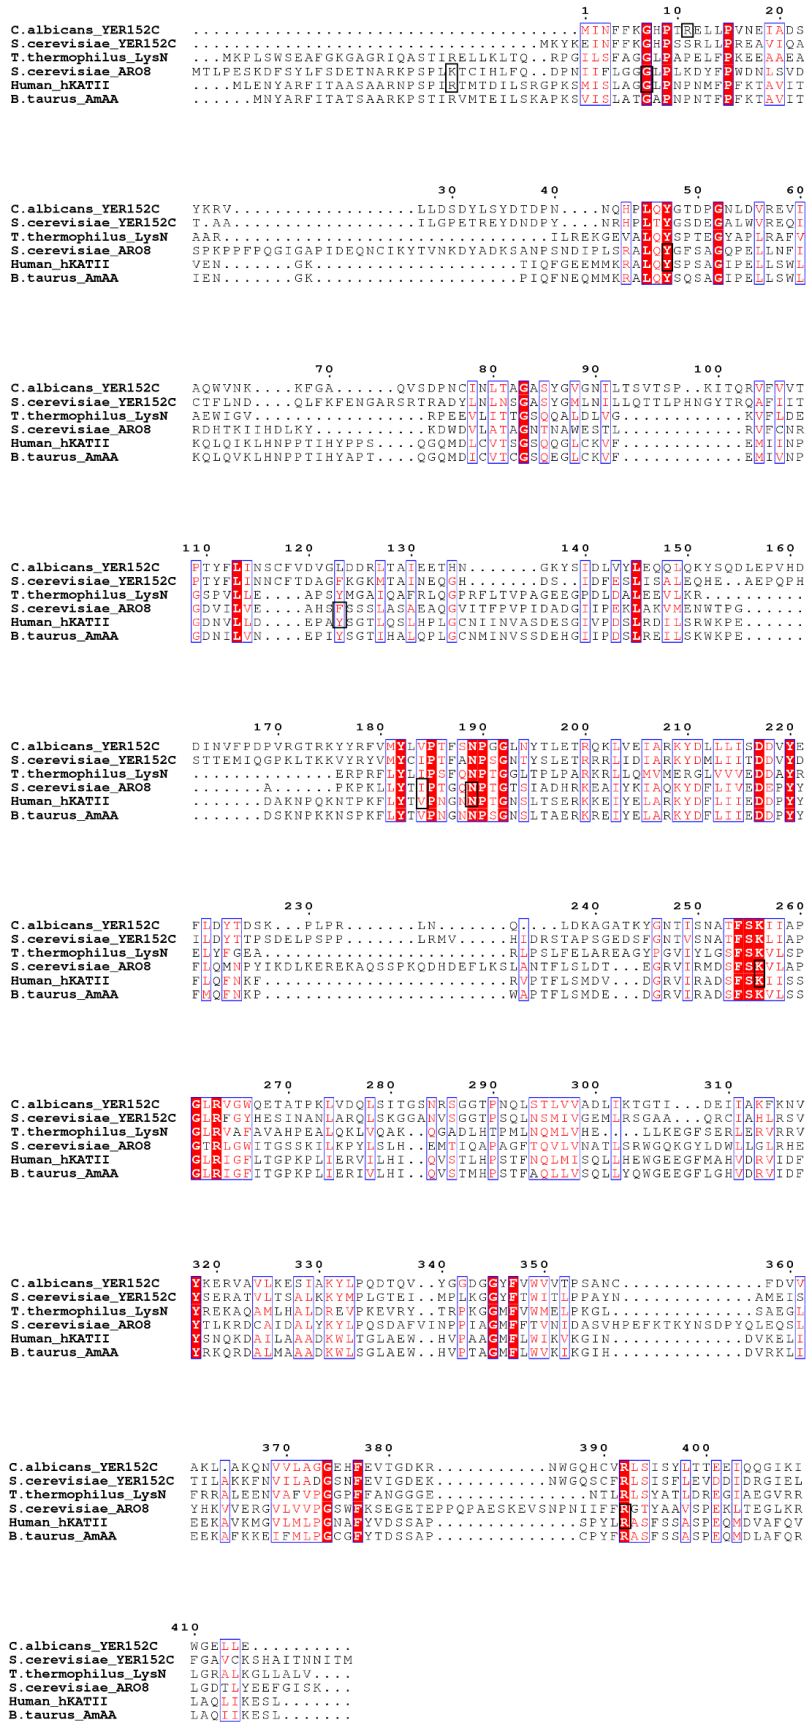 1 10 20
C.albicans_YER152C ......................................MINFFKGHPTRELLPVNEIADS
S.cerevisiae_YER152C ..................................MKYKEINFFKGHPSSRLLPREAVIQA
T.thermophilus_LysN ...MKPLSWSEAFGKGAGRIQASTIRELLKLTQ..RPGILSFAGGLPAPELFPKEEAAEA
S.cerevisiae_ARO8 MTLPESKDFSYLFSDETNARKPSPLKTCIHLFQ..DPNIIFLGGGLPLKDYFPWDNLSVD
Human_hKATII ....MLENYARFITAASAARNPSPIRTMTDILSRGPKSMISLAGGLPNPNMFPFKTAVIT
B.taurus_AmAA ....MNYARFITATSAARKPSTIRVMTEILSKAPKSVISLATGAPNPNTFPFKTAVIT
30 40 50 60
C.albicans_YER152C YKRV...................LLDSDYLSYDTDPN....NQHPLQYGTDPGNLDVREVI
S.cerevisiae_YER152C T.AA...................ILGPETREYDNDPY....NRHPLTYGSDEGALWVREQI
T.thermophilus_LysN AAR................................ILREKGEVALQYSPTEGYAPLRAFV
S.cerevisiae_ARO8 SPKPPFPQGIGAPIDEQNCIKYTVNKDYADKSANPSNDIPLSRALQYGFSAGQPELLNFI
Human_hKATII VEN.......GK.........................TIQFGEEMMKRALQYSPSAGIPELLSWL
B.taurus_AmAA IEN.......GK.........................PIQFNEQMMKRALQYSQSAGIPELLSWL
70 80 90 100
C.albicans_YER152C AQWVNK....KFGA......QVSDPNCINLTAGASYGVGNILTSVTSP..KITQRVFVVT
S.cerevisiae_YER152C CTFLND....QLFKFENGARSRTRADYLNLNSGASYGMLNILLQTTLPHNGYTRQAFIIT
T.thermophilus_LysN AEWIGV................RPEEVLITTGSQQALDLVG...........KVFLDE
S.cerevisiae_ARO8 RDHTKIIHDLKY..........KDWDVLATAGNTNAWESTL...........RVFCNR
Human_hKATII KQLQIKLHNPPTIHYPPS....QGQMDLCVTSGSQQGLCKVF...........EMIINP
B.taurus_AmAA KQLQVKLHNPPTIHYAPT....QGQMDICVTCGSQEGLCKVF...........EMIVNP
110 120 130 140 150 160
C.albicans_YER152C PTYFLINSCFVDVGLDDRLTAIEETHN.......GKYSIDLVYLEQQLQKYSQDLEPVHD
S.cerevisiae_YER152C PTYFLINNCFTDAGFKGKMTAINEQGH.......DS..IDFESLISALEQHE..AEPQPH
T.thermophilus_LysN GSPVLLE.....APSYMGAIQAFRLQGPRFLTVPAGEEGPDLDALEEVLKR.........
S.cerevisiae_ARO8 GDVILVE.....AHSFSSSLASAEAQGVITFPVPIDADGIIPEKLAKVMENWTPG.....
Human_hKATII GDNVLLD.....EPAYSGTLQSLHPLGCNIINVASDESGIVPDSLRDILSRWKPE......
B.taurus_AmAA GDNILVN.....EPIYSGTIHALQPLGCNMINVSSDEHGIIPDSLREILSKWKPE......
170 180 190 200 210 220
C.albicans_YER152C DINVFPDPVRGTRKYYRFVMYLVPTFSNPGGLNYTLETRQKLVEIARKYDLLLISDDVYE
S.cerevisiae_YER152C STTEMIQGPKLTKKVYRYVMYCIPTFANPSGNTYSLETRRRLIDIARKYDMLIITDDVYD
T.thermophilus_LysN .................ERPRFLYLIPSFQNPTGGLTPLPARKRLLQMVMERGLVVVEDDAYR
S.cerevisiae_ARO8 .......A.......PKPKLLYTIPTGQNPTGTSIADHRKEAIYKIAQKYDFLIVEDEPYY
Human_hKATII ......DAKNPQKNTPKFLYTVPNGNNPTGNSLTSERKKEIYELARKYDFLIIEDDPYY
B.taurus_AmAA ......DSKNPKKNSPKFLYTVPNGNNPSGNSLTAERKREIYELARKYDFLIIEDDPYY
230 240 250 260
C.albicans_YER152C FLDYTDSK...PLPR.......LN.......Q...LDKAGATKYGNTISNATFSKIIAP
S.cerevisiae_YER152C ILDYTTPSDELPSPP.......LRMV.....HIDRSTAPSGEDSFGNTVSNATFSKLIAP
T.thermophilus_LysN ELYFGEA......................RLPSLFELAREAGYPGVIYLGSFSKVLSP
S.cerevisiae_ARO8 FLQMNPYIKDLKEREKAQSSPKQDHDEFLKSLANTFLSLDT...EGRVIRMDSFSKVLAP
Human_hKATII FLQFNKF......................RVPTFLSMDV...DGRVIRADSFSKIISS
B.taurus_AmAA FMQFNKP......................WAPTFLSMDE...DGRVIRADSFSKVLSS
270 280 290 300 310
C.albicans_YER152C GLRVGWQETATPKLVDQLSITGSNRSGGTPNQLSTLVVADLIKTGTI...DEITAKFKNV
S.cerevisiae_YER152C GLRFGYHESINANLARQLSKGGANVSGGTPSQLNSMIVGEMLRSGAA...QRCIAHLRSV
T.thermophilus_LysN GLRVAFAVAHPEALQKLVQAK..QGADLHTPMLNQMLVHE...LLKEGFSERLERVRRV
S.cerevisiae_ARO8 GTRLGWITGSSKILKPYLSLH..EMTIQAPAGFTQVLVNATLSRWGQKGYLDWLLGLRHE
Human_hKATII GLRIGFLTGPKPLIERVILHI..QVSTLHPSTFNQLMISQLLHEWGEEGFMAHVDRVIDF
B.taurus_AmAA GLRIGFITGPKPLIERIVLHI..QVSTMHPSTFAQLLVSQLLYQWGEEGFLGHVDRVIDF
320 330 340 350 360
C.albicans_YER152C YKERVAVLKESIAKYLPQDTQV..YGGDGGYFVWVVTPSANC..............FDVV
S.cerevisiae_YER152C YSERATVLTSALKKYMPLGTEI..MPLKGGYFTWITLPPAYN..............AMEIS
T.thermophilus_LysN YREKAQAMLHALDREVPKEVRY..TRPKGGMFVWMELPKGL...............SAEGL
S.cerevisiae_ARO8 YTLKRDCAIDALYKYLPQSDAFVINPPIAGMFFTVNIDASVHPEFKTKYNSDPYQLEQSL
Human_hKATII YSNQKDAILAAADKWLTGLAEW..HVPAAGMFLWIKVKGIN...............DVKELI
B.taurus_AmAA YRKQRDALMAAADKWLSGLAEW..HVPTAGMFLWVKIKGIH...............DVRKLI
370 380 390 400
C.albicans_YER152C AKL.AKQNVVLAGGEHFEVTGDKR...........NWGQHCVRLSISYLTTEEIQQGIKI
S.cerevisiae_YER152C TILAKKFNVILADGSNFEVIGDEK...........NWGQSCFRLSISFLEVDDIDRGIEL
T.thermophilus_LysN FRRALEENVAFVPGGPFFANGGGE...............NTLRLSYATLDREGIAEGVRR
S.cerevisiae_ARO8 YHKVVERGLVVPGSWFKSEGETEPPQPAESKEVSNPNIIFFRGTYAAVSPEKLTEGLKR
Human_hKATII EEKAVKMGVLMLPGNAFYVDSSAP...........SPYLRASFSSASPEQMDVAFQV
B.taurus_AmAA EEKAFKKEIFMLPGCGFYTDSSAP...........CPYFRASFSSASPEQMDLAFQR
410
C.albicans_YER152C WGELLE..........
S.cerevisiae_YER152C FGAVCKSHAITNNITM
T.thermophilus_LysN LGRALKGLLALV....
S.cerevisiae_ARO8 LGDTLYEEFGISK...
Human_hKATII LAQLIKESL.......
B.taurus_AmAA LAQIIKESL.......